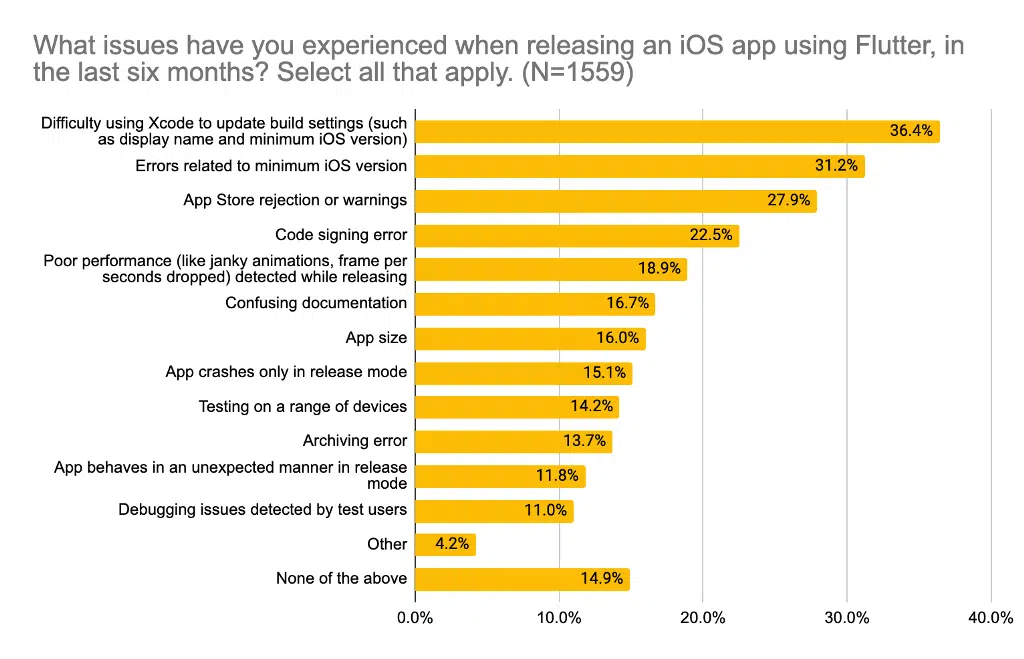 What issues have you experienced when releasing an iOS app using Flutter, in
the last six months? Select all that apply. (N=1559)
Difficulty using Xcode to update build settings (such
as display name and minimum iOS version)
36.4%
Errors related to minimum iOS version
31.2%
App Store rejection or warnings
27.9%
Code signing error
22.5%
Poor performance (like janky animations, frame per
seconds dropped) detected while releasing
18.9%
Confusing documentation
16.7%
App size
16.0%
App crashes only in release mode
15.1%
Testing on a range of devices
14.2%
Archiving error
13.7%
App behaves in an unexpected manner in release
mode
11.8%
Debugging issues detected by test users
11.0%
Other
4.2%
None of the above
14.9%
0.0%
10.0%
20.0%
30.0%
40.0%